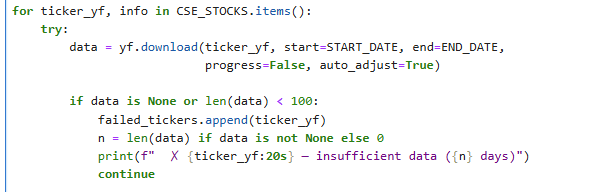 for ticker_yf, info in CSE_STOCKS.items():
    try:
        data = yf.download(ticker_yf, start=START_DATE, end=END_DATE,
                           progress=False, auto_adjust=True)

        if data is None or len(data) < 100:
            failed_tickers.append(ticker_yf)
            n = len(data) if data is not None else 0
            print(f"  ✗ {ticker_yf:20s} — insufficient data ({n} days)")
            continue